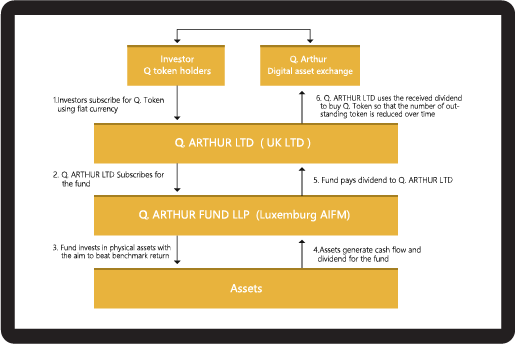 Investor
Q token holders
Q. Arthur
Digital asset exchange
1.Investors subscribe for Q. Token
using fiat currency
6. Q. ARTHUR LTD uses the received dividend
to buy Q. Token so that the number of out-
standing token is reduced over time
Q. ARTHUR LTD ( UK LTD )
2. Q. ARTHUR LTD Subscribes for
the fund
5. Fund pays dividend to Q. ARTHUR LTD
Q. ARTHUR FUND LLP (Luxemburg AIFM)
3. Fund invests in physical assets with
the aim to beat benchmark return
4.Assets generate cash flow and
dividend for the fund
Assets